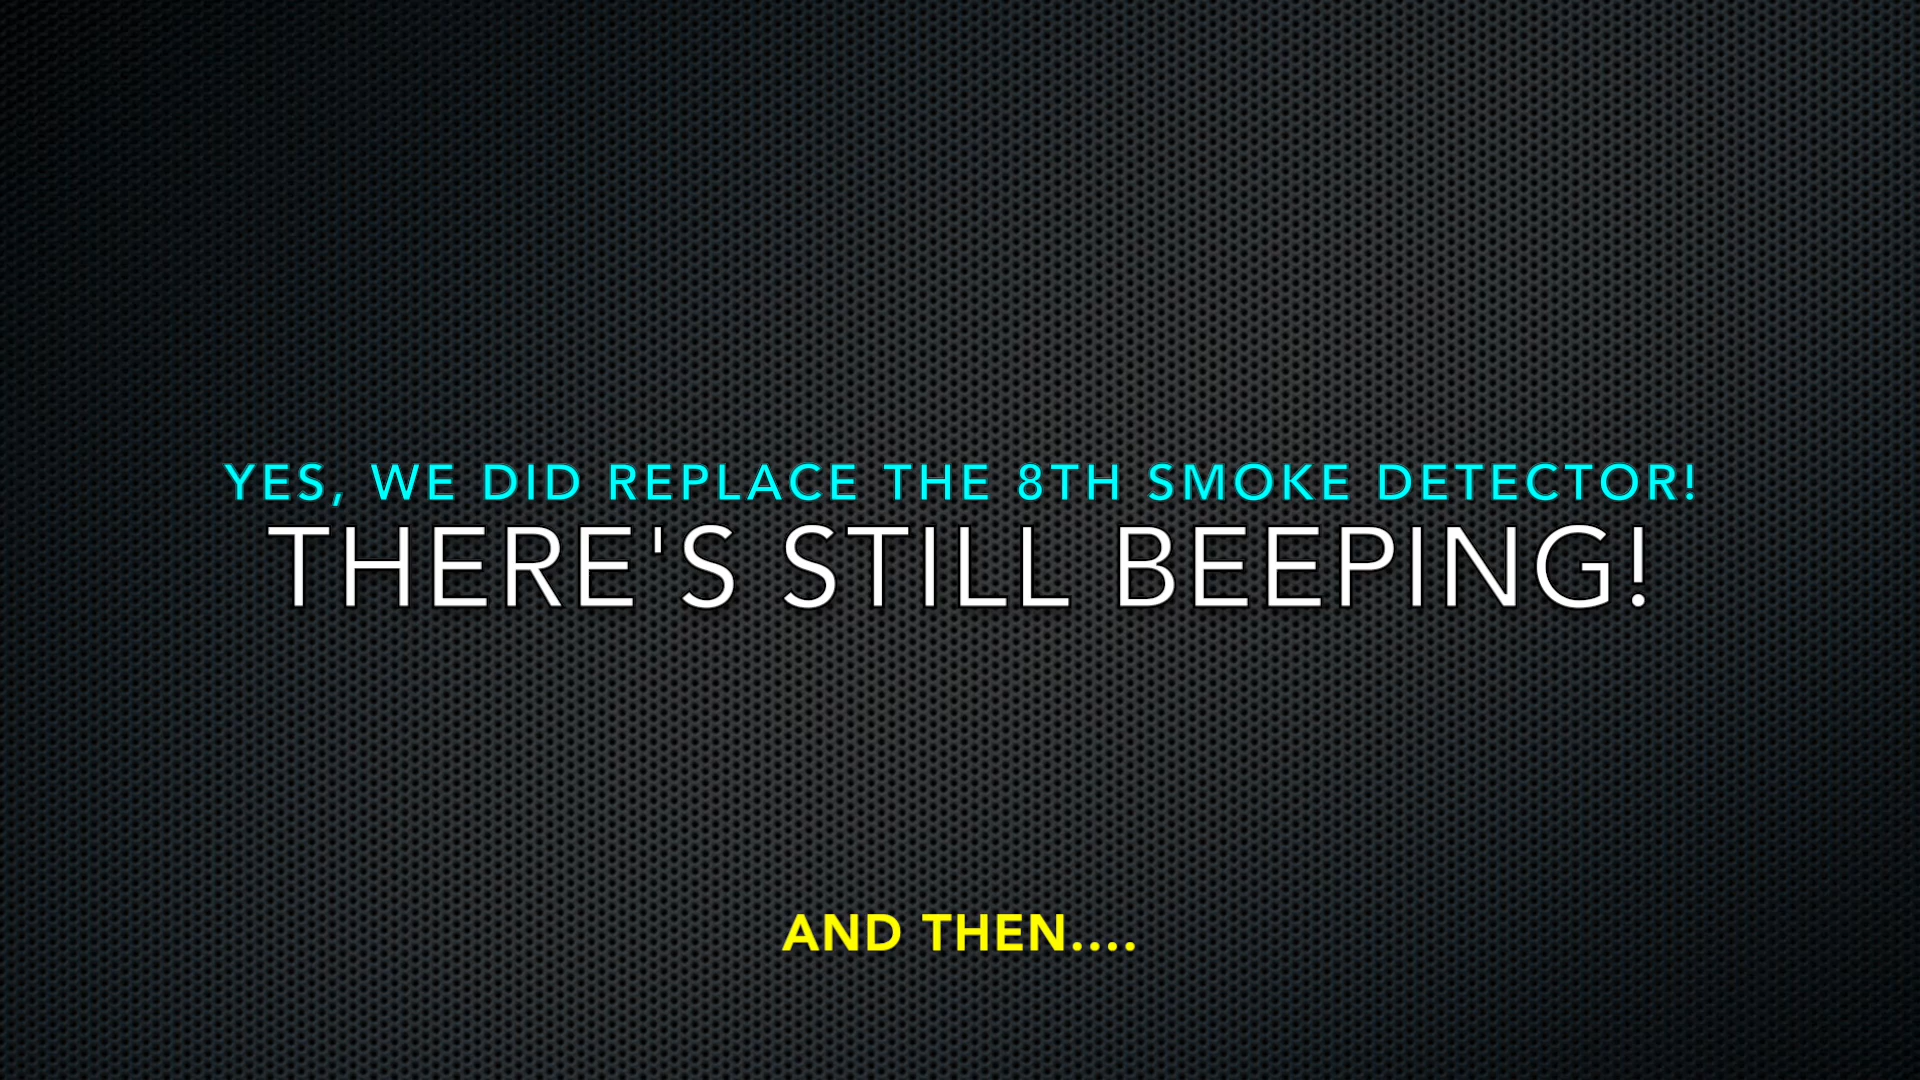 YES, WE DID REPLACE THE 8TH SMOKE DETECTOR!
THERE'S STILL BEEPING!
AND THEN....